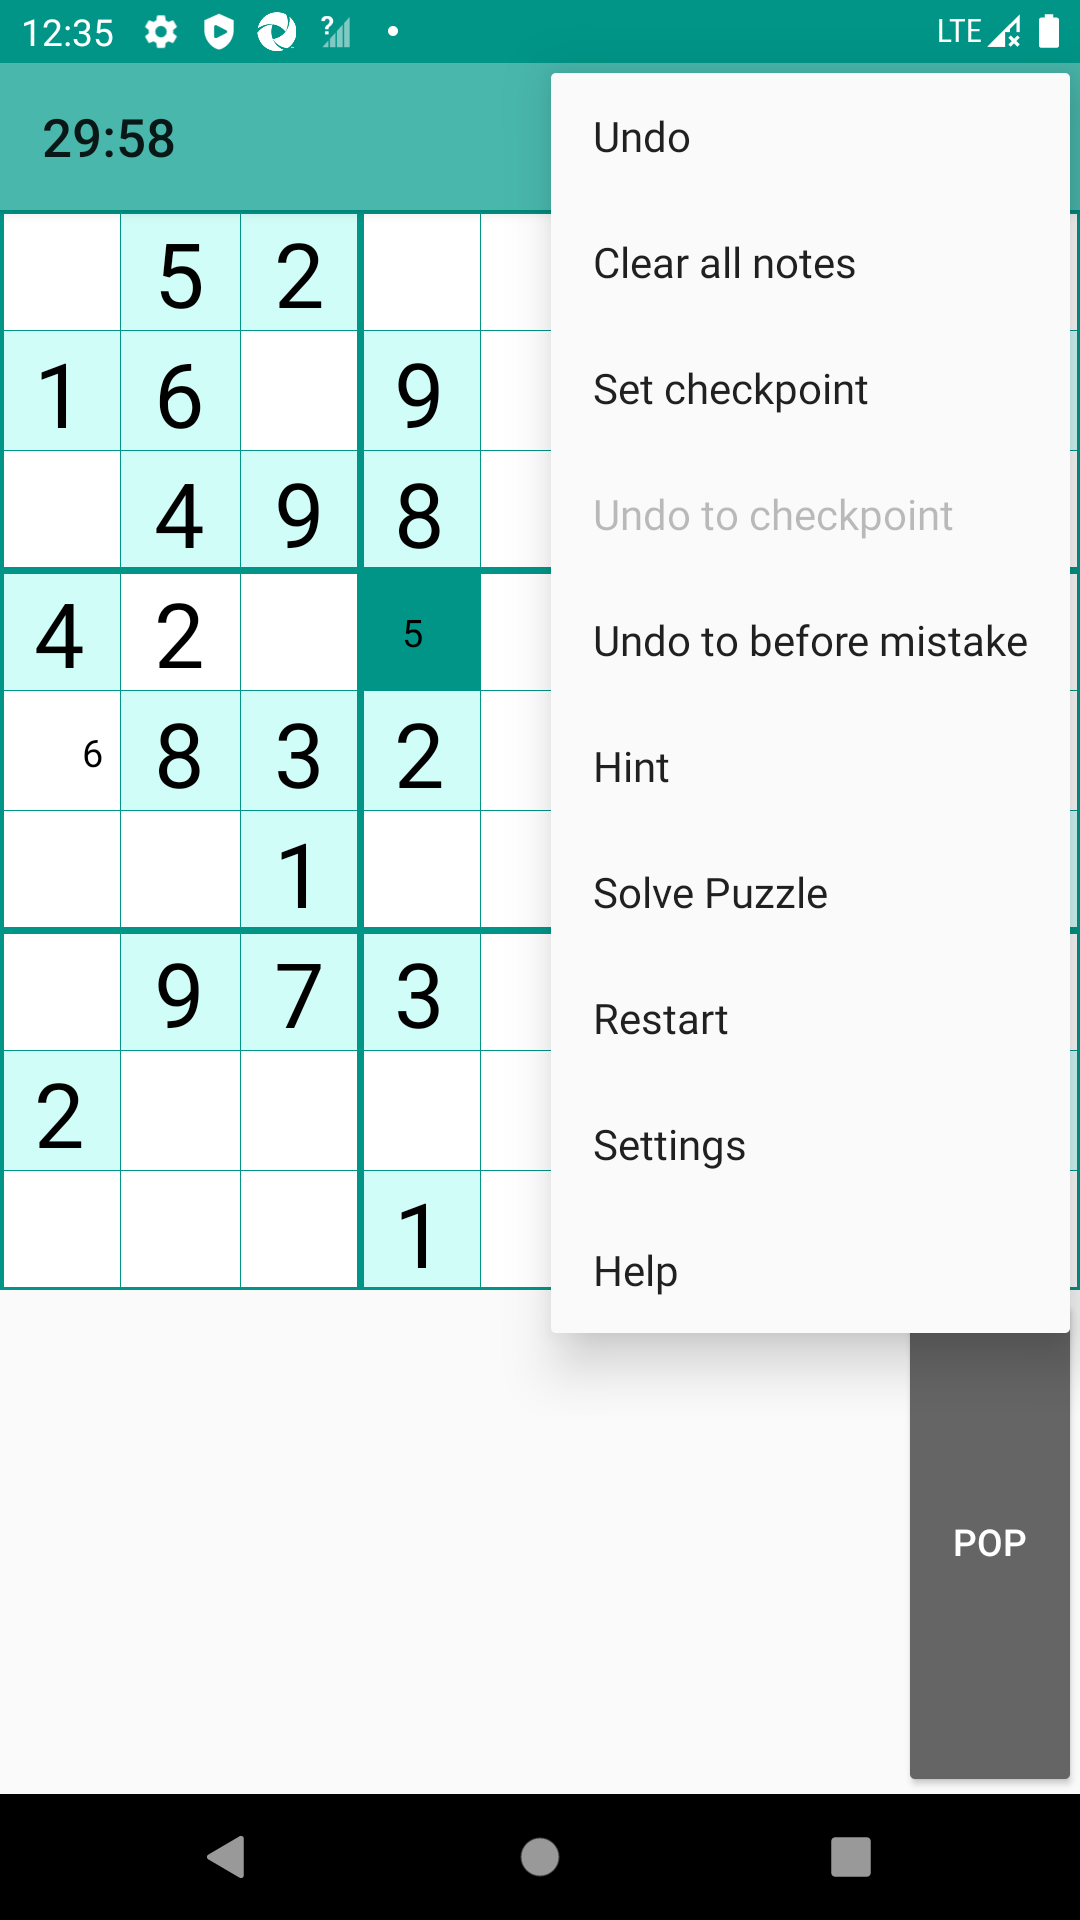 12:35 ? LTE
29:58
Undo
Clear all notes
Set checkpoint
Undo to checkpoint
Undo to before mistake
Hint
Solve Puzzle
Restart
Settings
Help
5 2
1 6 9
4 9 8
4 2 5
6 8 3 2
1
9 7 3
2
1
POP